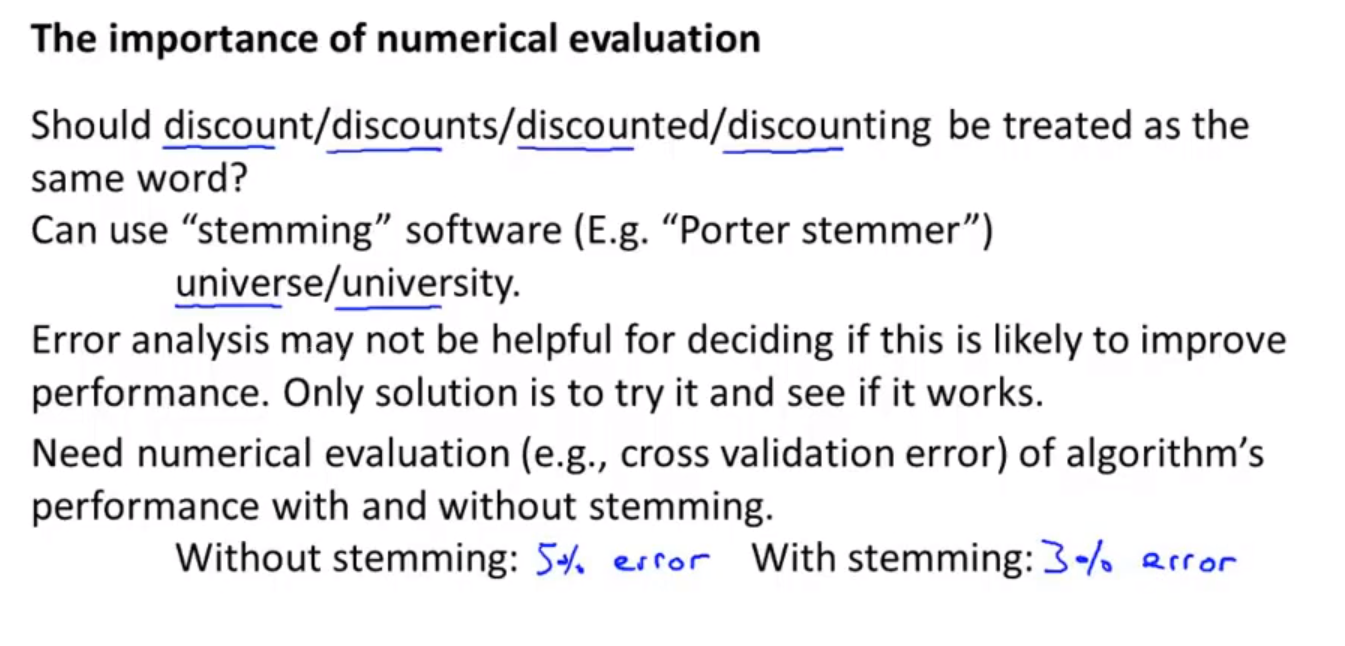 The importance of numerical evaluation
Should discount/discounts/discounted/discounting be treated as the
same word?
Can use “stemming” software (E.g. “Porter stemmer”)
universe/university.
Error analysis may not be helpful for deciding if this is likely to improve
performance. Only solution is to try it and see if it works.
Need numerical evaluation (e.g., cross validation error) of algorithm’s
performance with and without stemming.
Without stemming: 5% error With stemming: 3% error